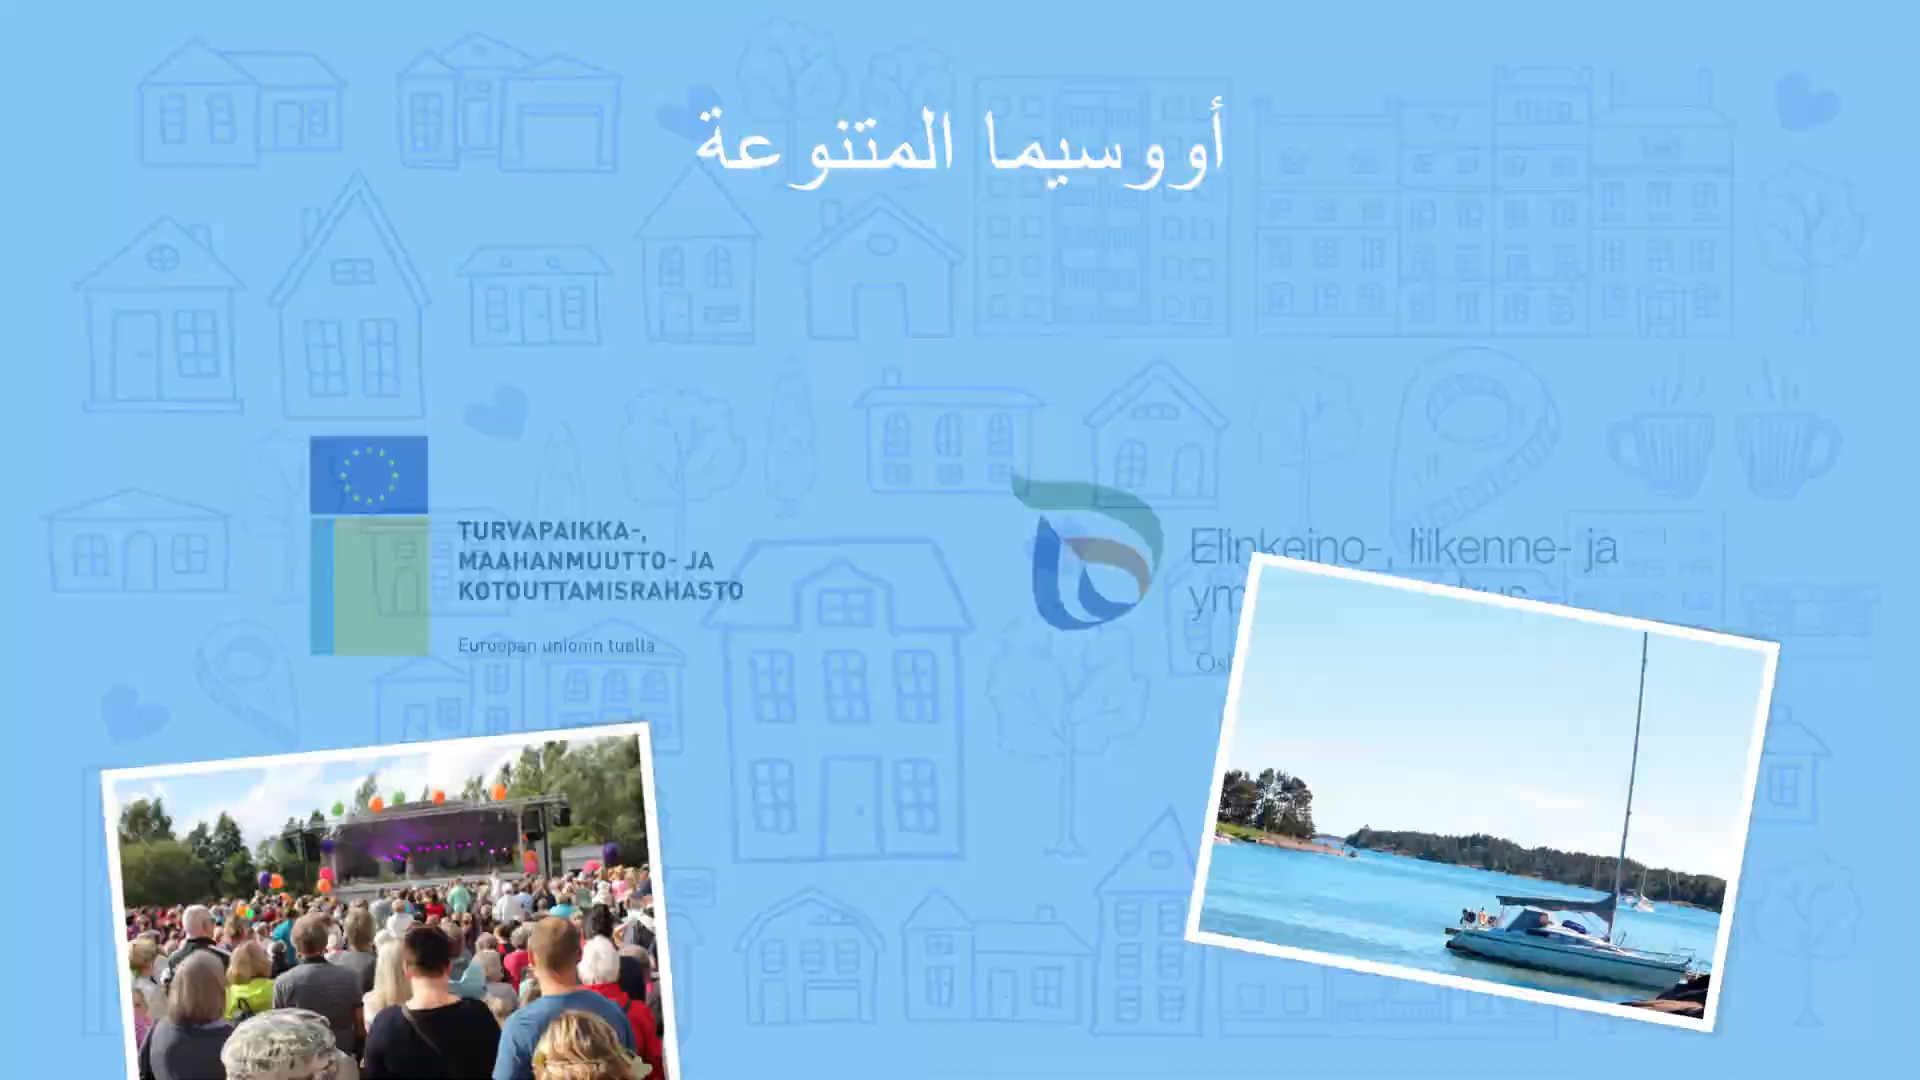 أووسيما المتنوعة
TURVAPAIKKA-,
MAAHANMUUTTO- JA
KOTOUTTAMISRAHASTO
Euroopan unionin tuella
Elinkeino-, liikenne- ja